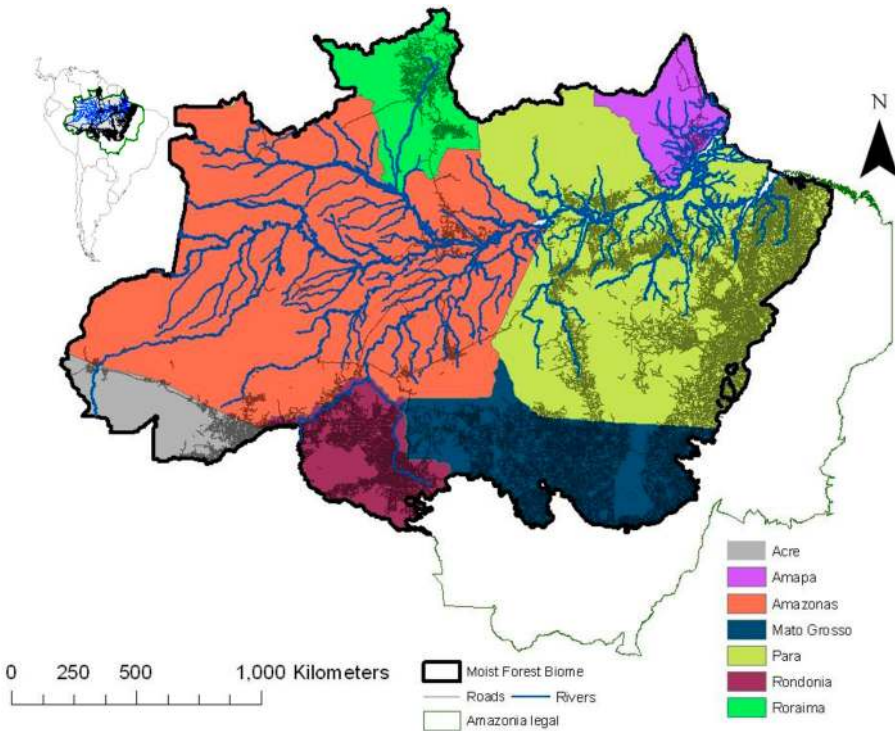 N
Acre
Amapa
Amazonas
Mato Grosso
Para
Rondonia
Roraima
0 250 500 1,000 Kilometers
Moist Forest Biome
Roads Rivers
Amazonia legal